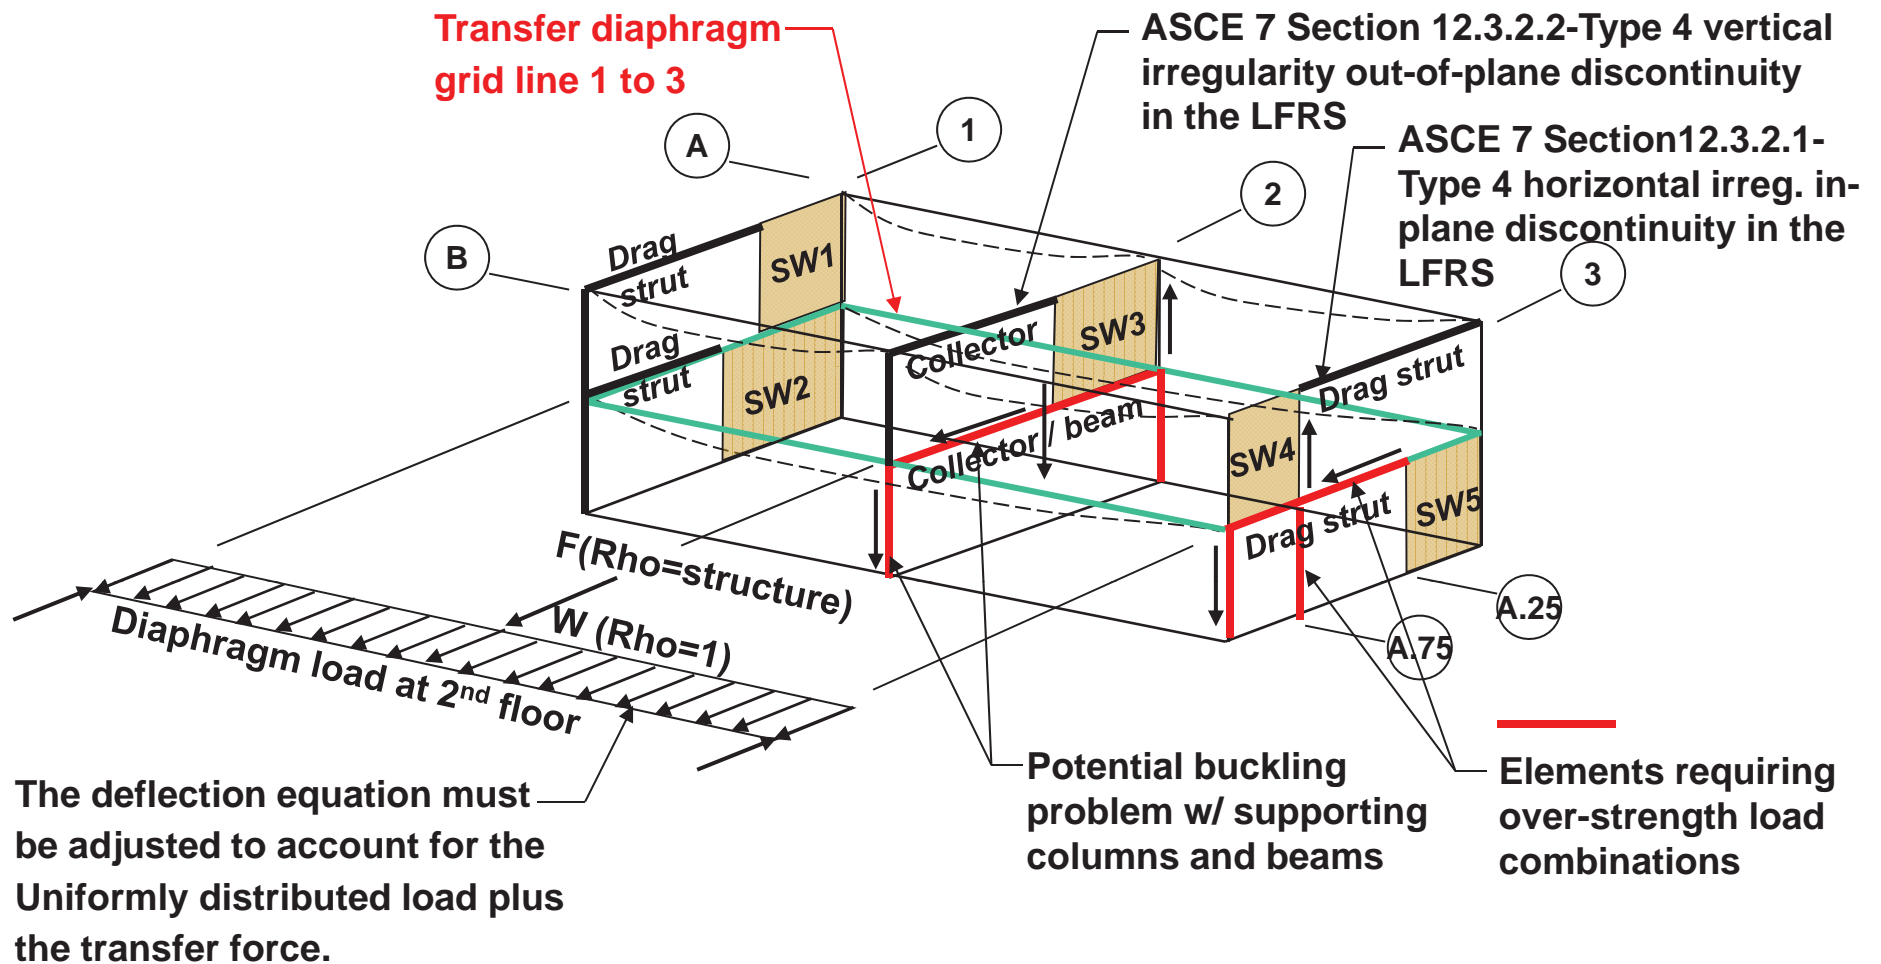 Transfer diaphragm
grid line 1 to 3
ASCE 7 Section 12.3.2.2-Type 4 vertical
irregularity out-of-plane discontinuity
in the LFRS
ASCE 7 Section12.3.2.1-
Type 4 horizontal irreg. in-
plane discontinuity in the
LFRS
A
1
2
B
3
Drag
strut
SW1
Drag
strut
SW2
Collector
SW3
Collector / beam
Drag strut
SW4
Drag strut
SW5
A.25
A.75
F(Rho=structure)
W (Rho=1)
Diaphragm load at 2nd floor
The deflection equation must
be adjusted to account for the
Uniformly distributed load plus
the transfer force.
Potential buckling
problem w/ supporting
columns and beams
Elements requiring
over-strength load
combinations